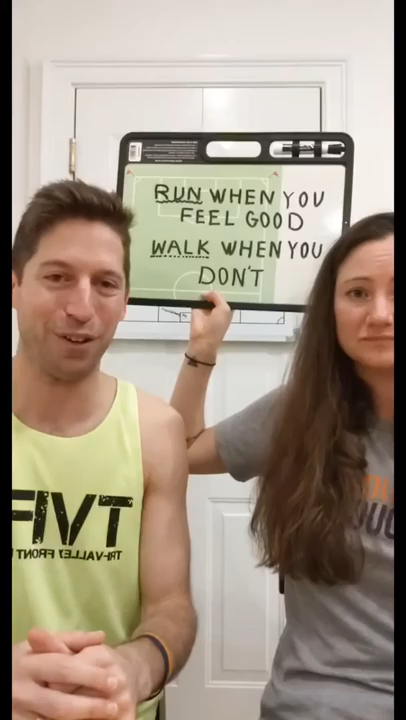 RUN WHEN YOU
FEEL GOOD
WALK WHEN YOU
DON'T
TVF
TRI-VALLEY FRONT